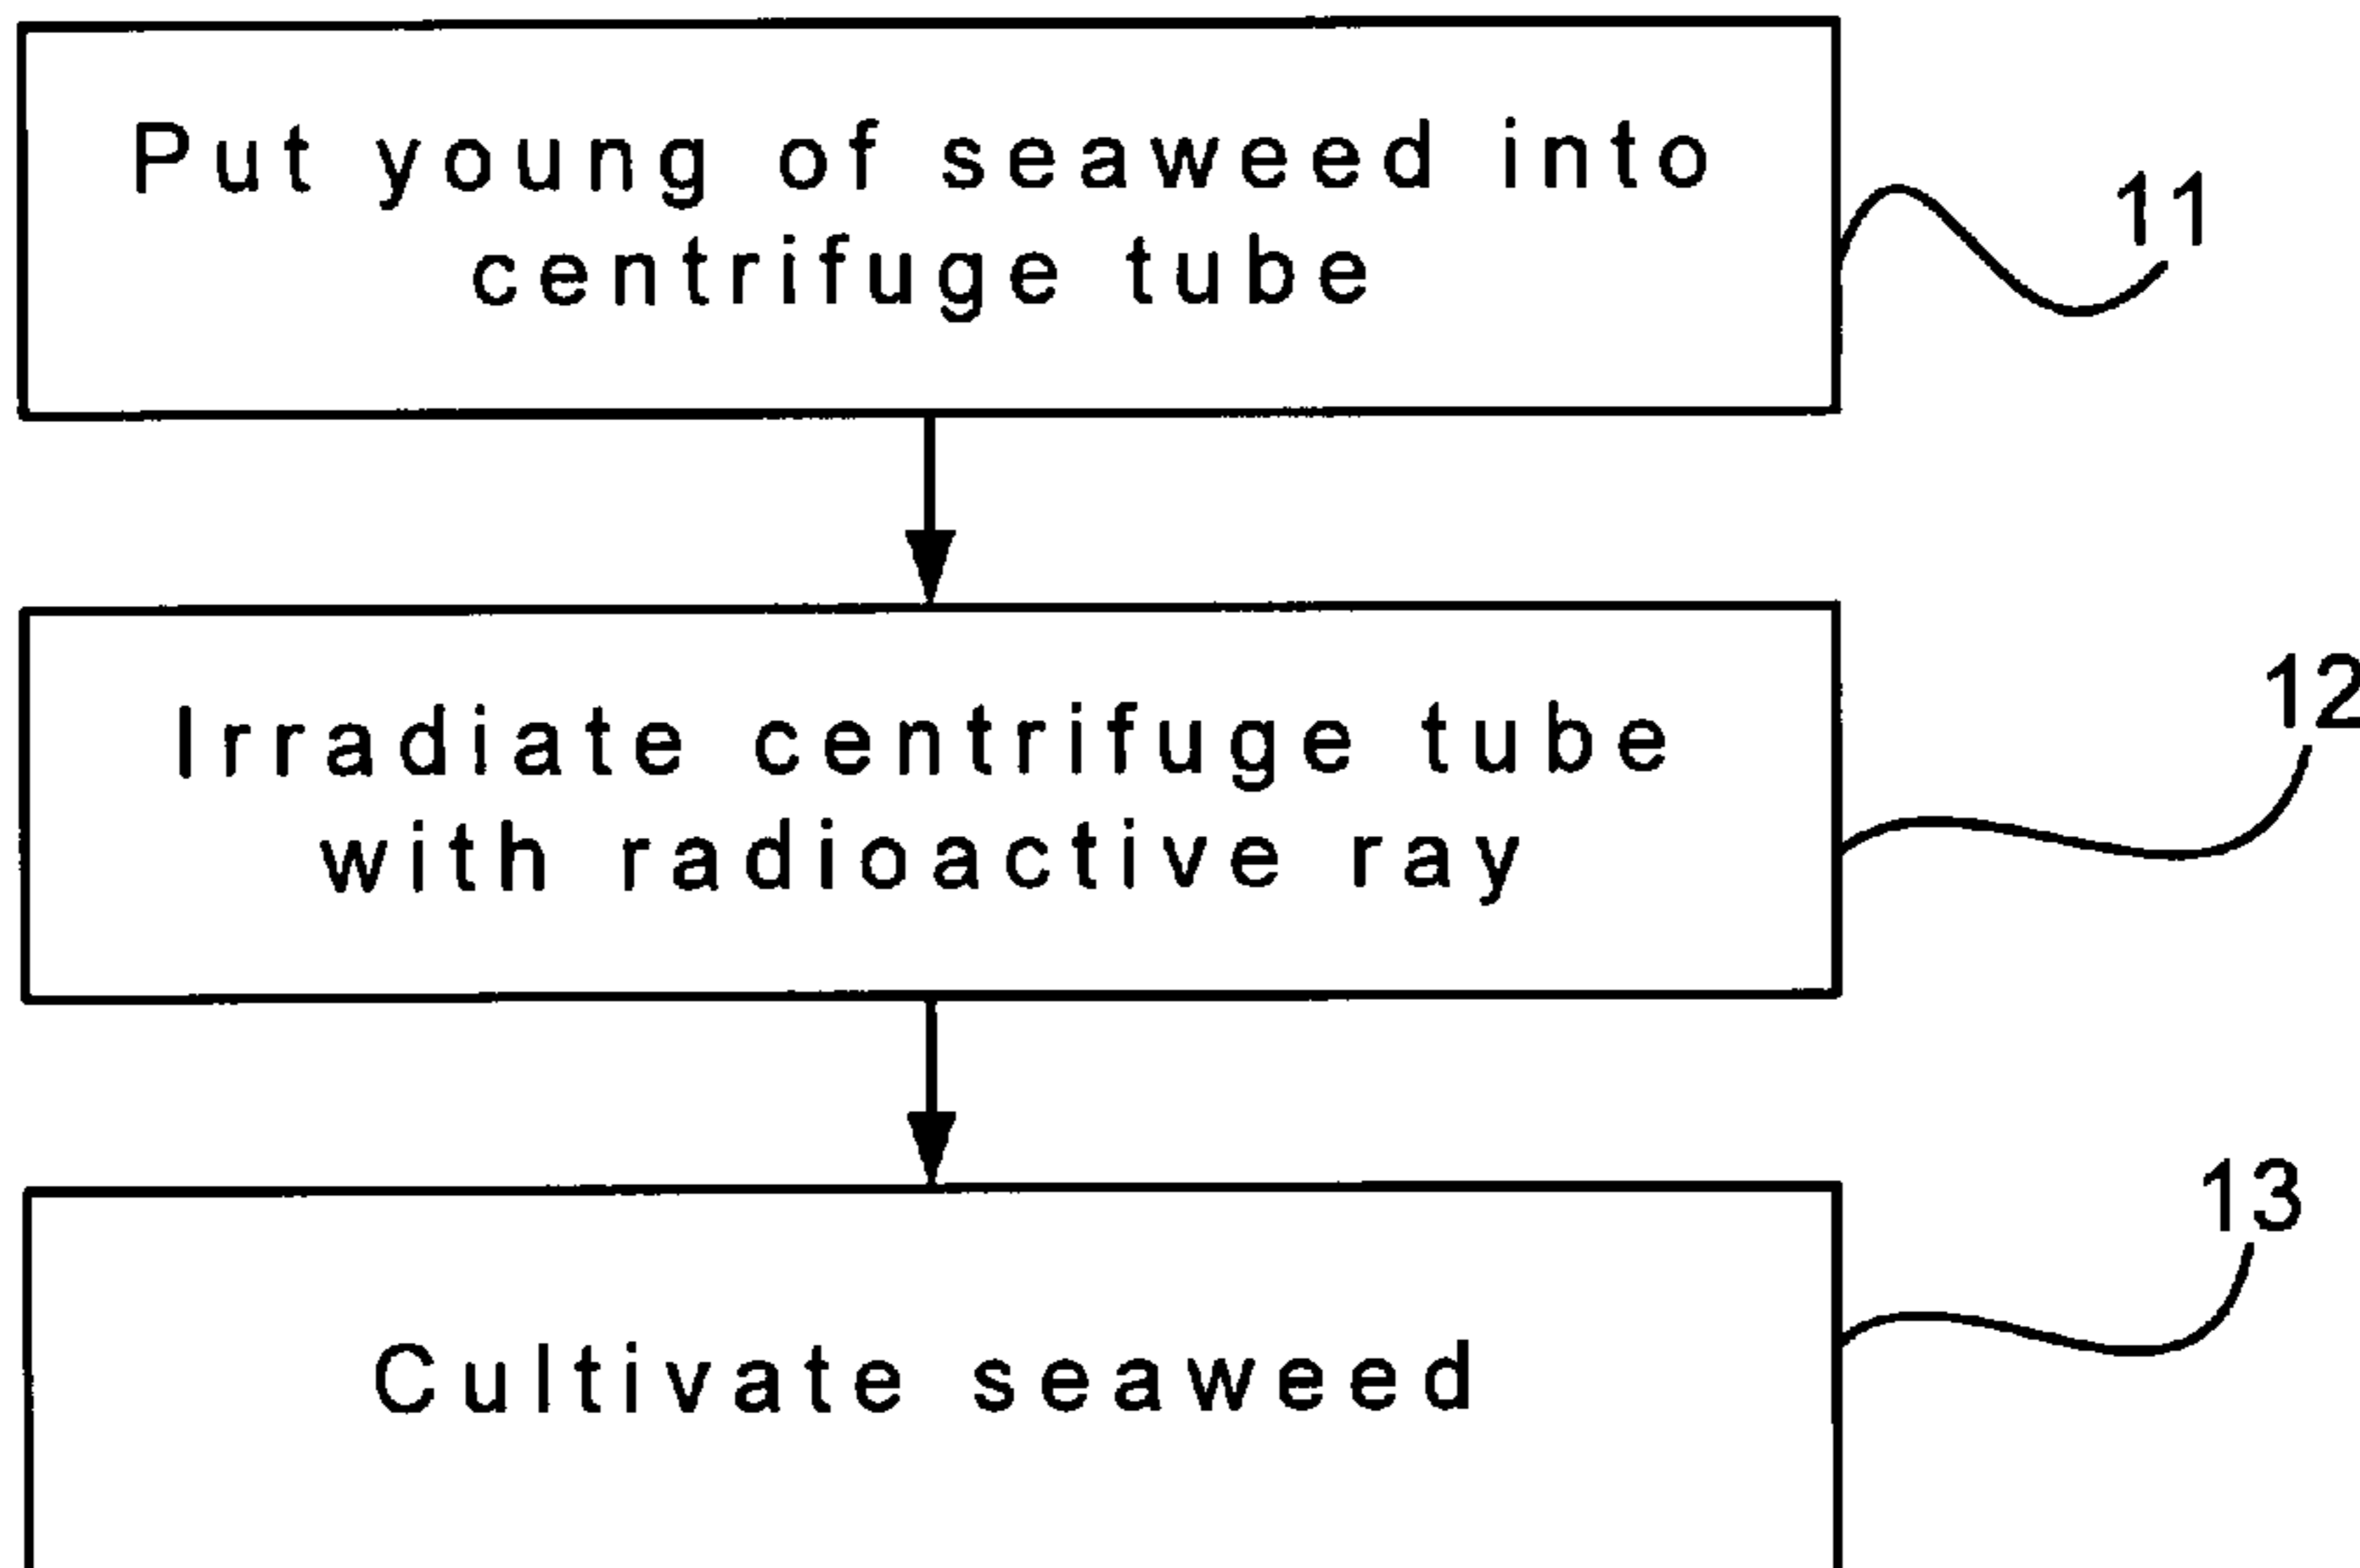 Put young of seaweed into
centrifuge tube
11
Irradiate centrifuge tube
with radioactive ray
12
Cultivate seaweed
13